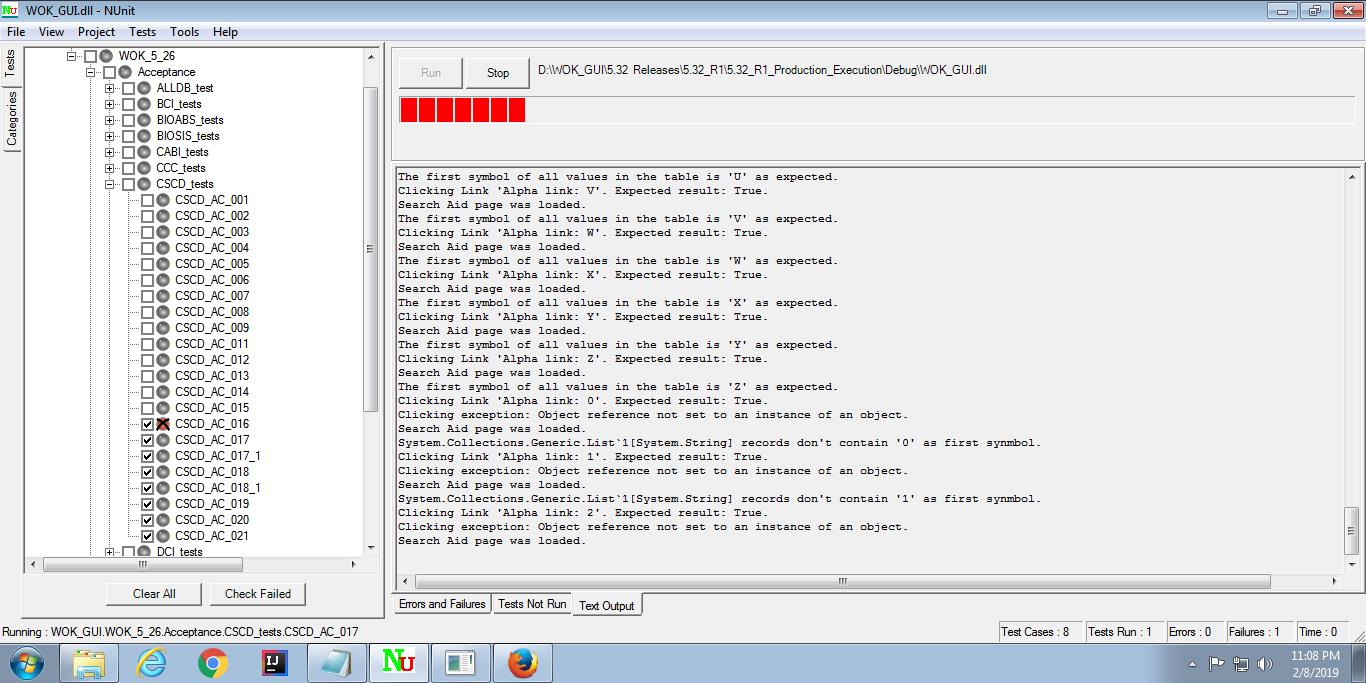 WOK_GUI.dll - NUnit
File View Project Tests Tools Help
Tests
Categories
WOK_5_26
Acceptance
ALLDB_test
BCI_tests
BIOABS_tests
BIOSIS_tests
CABI_tests
CCC_tests
CSCD_tests
CSCD_AC_001
CSCD_AC_002
CSCD_AC_003
CSCD_AC_004
CSCD_AC_005
CSCD_AC_006
CSCD_AC_007
CSCD_AC_008
CSCD_AC_009
CSCD_AC_011
CSCD_AC_012
CSCD_AC_013
CSCD_AC_014
CSCD_AC_015
CSCD_AC_016
CSCD_AC_017
CSCD_AC_017_1
CSCD_AC_018
CSCD_AC_018_1
CSCD_AC_019
CSCD_AC_020
CSCD_AC_021
DCI_tests
Clear All Check Failed
Run Stop D:\WOK_GUI\5.32 Releases\5.32_R1\5.32_R1_Production_Execution\Debug\WOK_GUI.dll
The first symbol of all values in the table is 'U' as expected.
Clicking Link 'Alpha link: V'. Expected result: True.
Search Aid page was loaded.
The first symbol of all values in the table is 'V' as expected.
Clicking Link 'Alpha link: W'. Expected result: True.
Search Aid page was loaded.
The first symbol of all values in the table is 'W' as expected.
Clicking Link 'Alpha link: X'. Expected result: True.
Search Aid page was loaded.
The first symbol of all values in the table is 'X' as expected.
Clicking Link 'Alpha link: Y'. Expected result: True.
Search Aid page was loaded.
The first symbol of all values in the table is 'Y' as expected.
Clicking Link 'Alpha link: Z'. Expected result: True.
Search Aid page was loaded.
The first symbol of all values in the table is 'Z' as expected.
Clicking Link 'Alpha link: 0'. Expected result: True.
Clicking exception: Object reference not set to an instance of an object.
Search Aid page was loaded.
System.Collections.Generic.List`1[System.String] records don't contain '0' as first synmbol.
Clicking Link 'Alpha link: 1'. Expected result: True.
Clicking exception: Object reference not set to an instance of an object.
Search Aid page was loaded.
System.Collections.Generic.List`1[System.String] records don't contain '1' as first synmbol.
Clicking Link 'Alpha link: 2'. Expected result: True.
Clicking exception: Object reference not set to an instance of an object.
Search Aid page was loaded.
Errors and Failures Tests Not Run Text Output
Running : WOK_GUI.WOK_5_26.Acceptance.CSCD_tests.CSCD_AC_017
Test Cases : 8 Tests Run : 1 Errors : 0 Failures : 1 Time : 0
IJ
NU
11:08 PM
2/8/2019